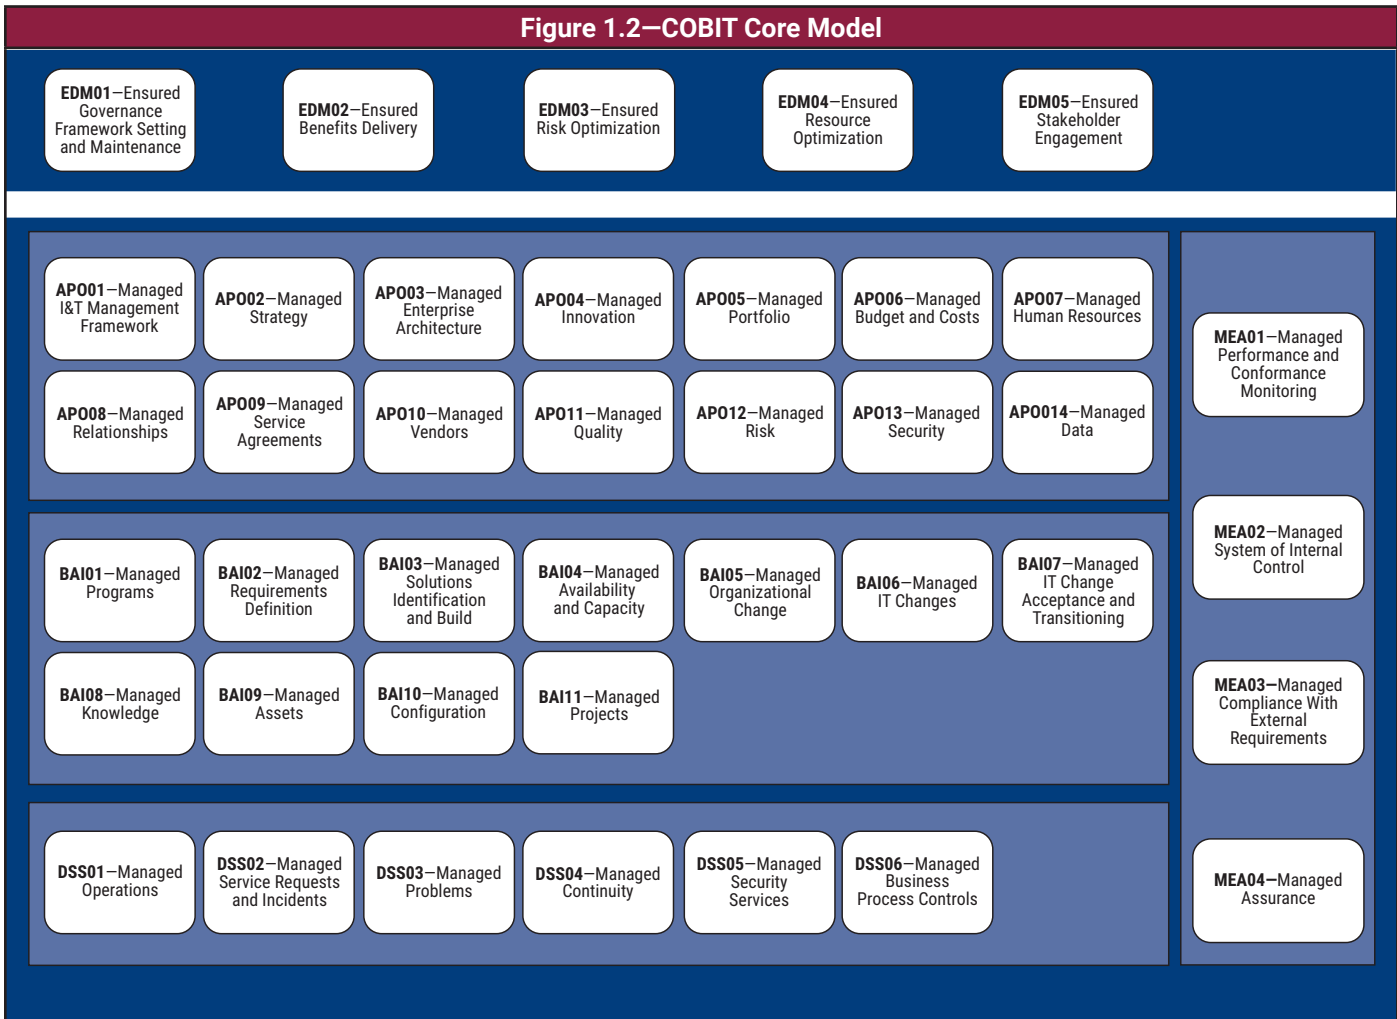 Figure 1.2—COBIT Core Model
EDM01—Ensured
Governance
Framework Setting
and Maintenance
EDM02—Ensured
Benefits Delivery
EDM03—Ensured
Risk Optimization
EDM04—Ensured
Resource
Optimization
EDM05—Ensured
Stakeholder
Engagement
APO01—Managed
I&T Management
Framework
APO02—Managed
Strategy
APO03—Managed
Enterprise
Architecture
APO04—Managed
Innovation
APO05—Managed
Portfolio
APO06—Managed
Budget and Costs
APO07—Managed
Human Resources
APO08—Managed
Relationships
APO09—Managed
Service
Agreements
APO10—Managed
Vendors
APO11—Managed
Quality
APO12—Managed
Risk
APO13—Managed
Security
APO014—Managed
Data
BAI01—Managed
Programs
BAI02—Managed
Requirements
Definition
BAI03—Managed
Solutions
Identification
and Build
BAI04—Managed
Availability
and Capacity
BAI05—Managed
Organizational
Change
BAI06—Managed
IT Changes
BAI07—Managed
IT Change
Acceptance and
Transitioning
BAI08—Managed
Knowledge
BAI09—Managed
Assets
BAI10—Managed
Configuration
BAI11—Managed
Projects
DSS01—Managed
Operations
DSS02—Managed
Service Requests
and Incidents
DSS03—Managed
Problems
DSS04—Managed
Continuity
DSS05—Managed
Security
Services
DSS06—Managed
Business
Process Controls
MEA01—Managed
Performance and
Conformance
Monitoring
MEA02—Managed
System of Internal
Control
MEA03—Managed
Compliance With
External
Requirements
MEA04—Managed
Assurance